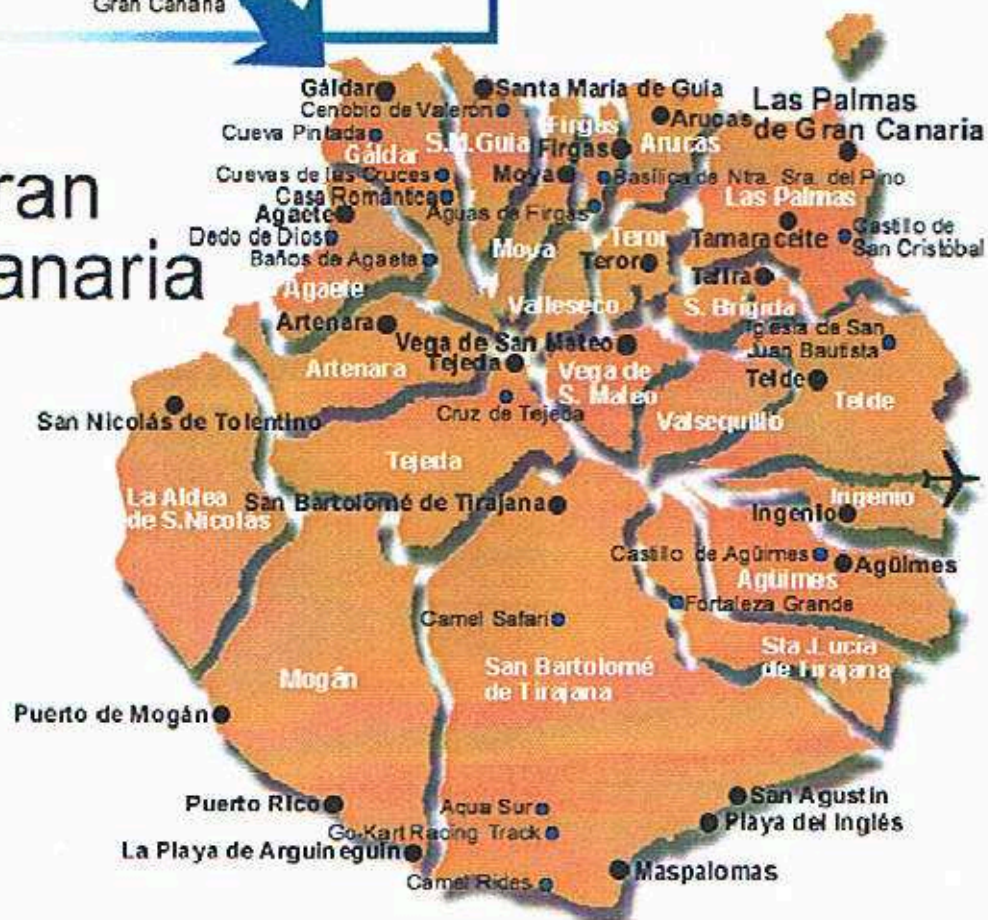 Gran Canaria
Gáldar
Santa Maria de Guia
Cenobio de Valerón
Las Palmas
de Gran Canaria
Arucas
Cueva Pintada
Firgas
Gáldar
S.M.Guia
Firgas
Arucas
ran
Cuevas de las Cruces
Moya
Basílica de Ntra. Sra. del Pino
Casa Romántica
Las Palmas
Agaete
Aguas de Firgas
Dedo de Dios
Tamaraceite
Castillo de
San Cristóbal
Teror
Moya
Baños de Agaete
Teror
anaria
Tafira
Agaete
Valleseco
S. Brigida
Artenara
Iglesia de San
Juan Bautista
Vega de San Mateo
Tejeda
Artenara
Vega de
S. Mateo
Telde
Telde
Cruz de Tejeda
San Nicolás de Tolentino
Valsequillo
Tejeda
La Aldea
de S.Nicolas
San Bartolomé de Tirajana
Ingenio
Ingenio
Castillo de Agüimes
Agüimes
Agüimes
Fortaleza Grande
Camel Safari
Sta.Lucia
de Tirajana
Mogán
San Bartolomé
de Tirajana
Puerto de Mogán
Puerto Rico
Aqua Sur
San Agustin
Go-Kart Racing Track
Playa del Inglés
La Playa de Arguineguin
Camel Rides
Maspalomas